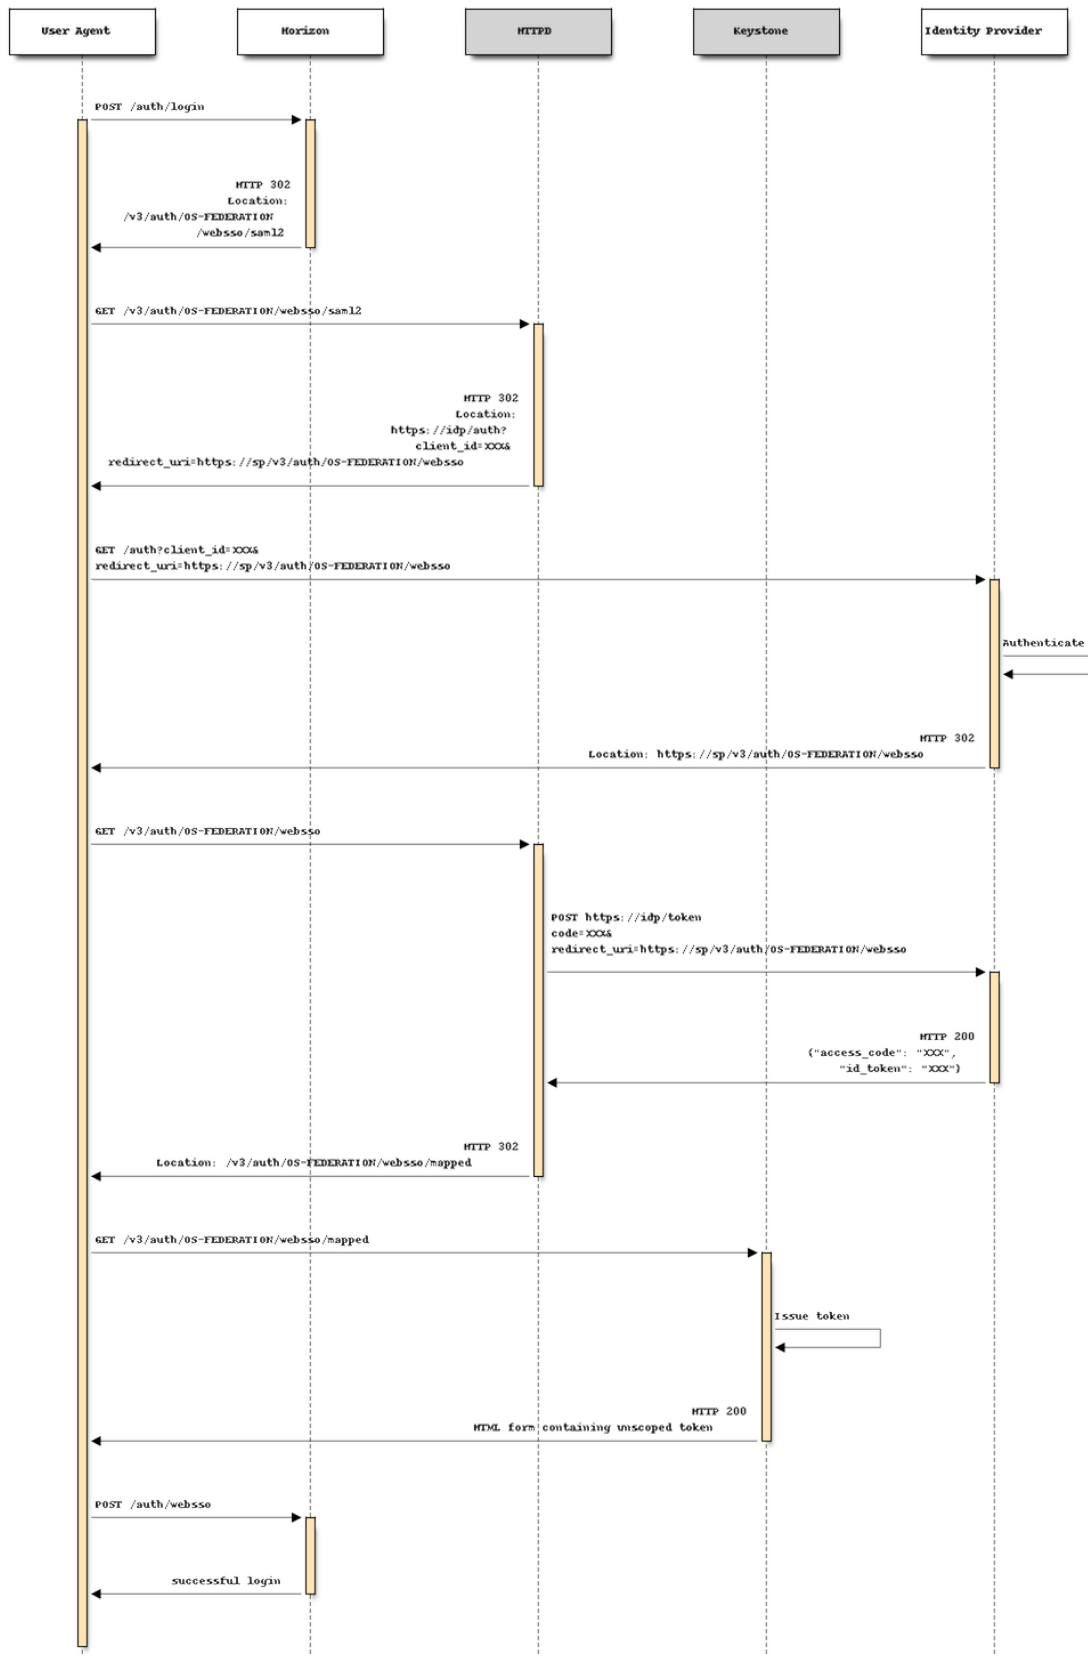 User Agent
Horizon
HTTPD
Keystone
Identity Provider
POST /auth/login
HTTP 302
Location:
/v3/auth/OS-FEDERATION
/websso/saml2
GET /v3/auth/OS-FEDERATION/websso/saml2
HTTP 302
Location:
https://idp/auth?
client_id=XXX&
redirect_uri=https://sp/v3/auth/OS-FEDERATION/websso
GET /auth?client_id=XXX&
redirect_uri=https://sp/v3/auth/OS-FEDERATION/websso
Authenticate
HTTP 302
Location: https://sp/v3/auth/OS-FEDERATION/websso
GET /v3/auth/OS-FEDERATION/websso
POST https://idp/token
code=XXX&
redirect_uri=https://sp/v3/auth/OS-FEDERATION/websso
HTTP 200
{"access_code": "XXX",
"id_token": "XXX"}
HTTP 302
Location: /v3/auth/OS-FEDERATION/websso/mapped
GET /v3/auth/OS-FEDERATION/websso/mapped
Issue token
HTTP 200
HTML form containing unscoped token
POST /auth/websso
successful login